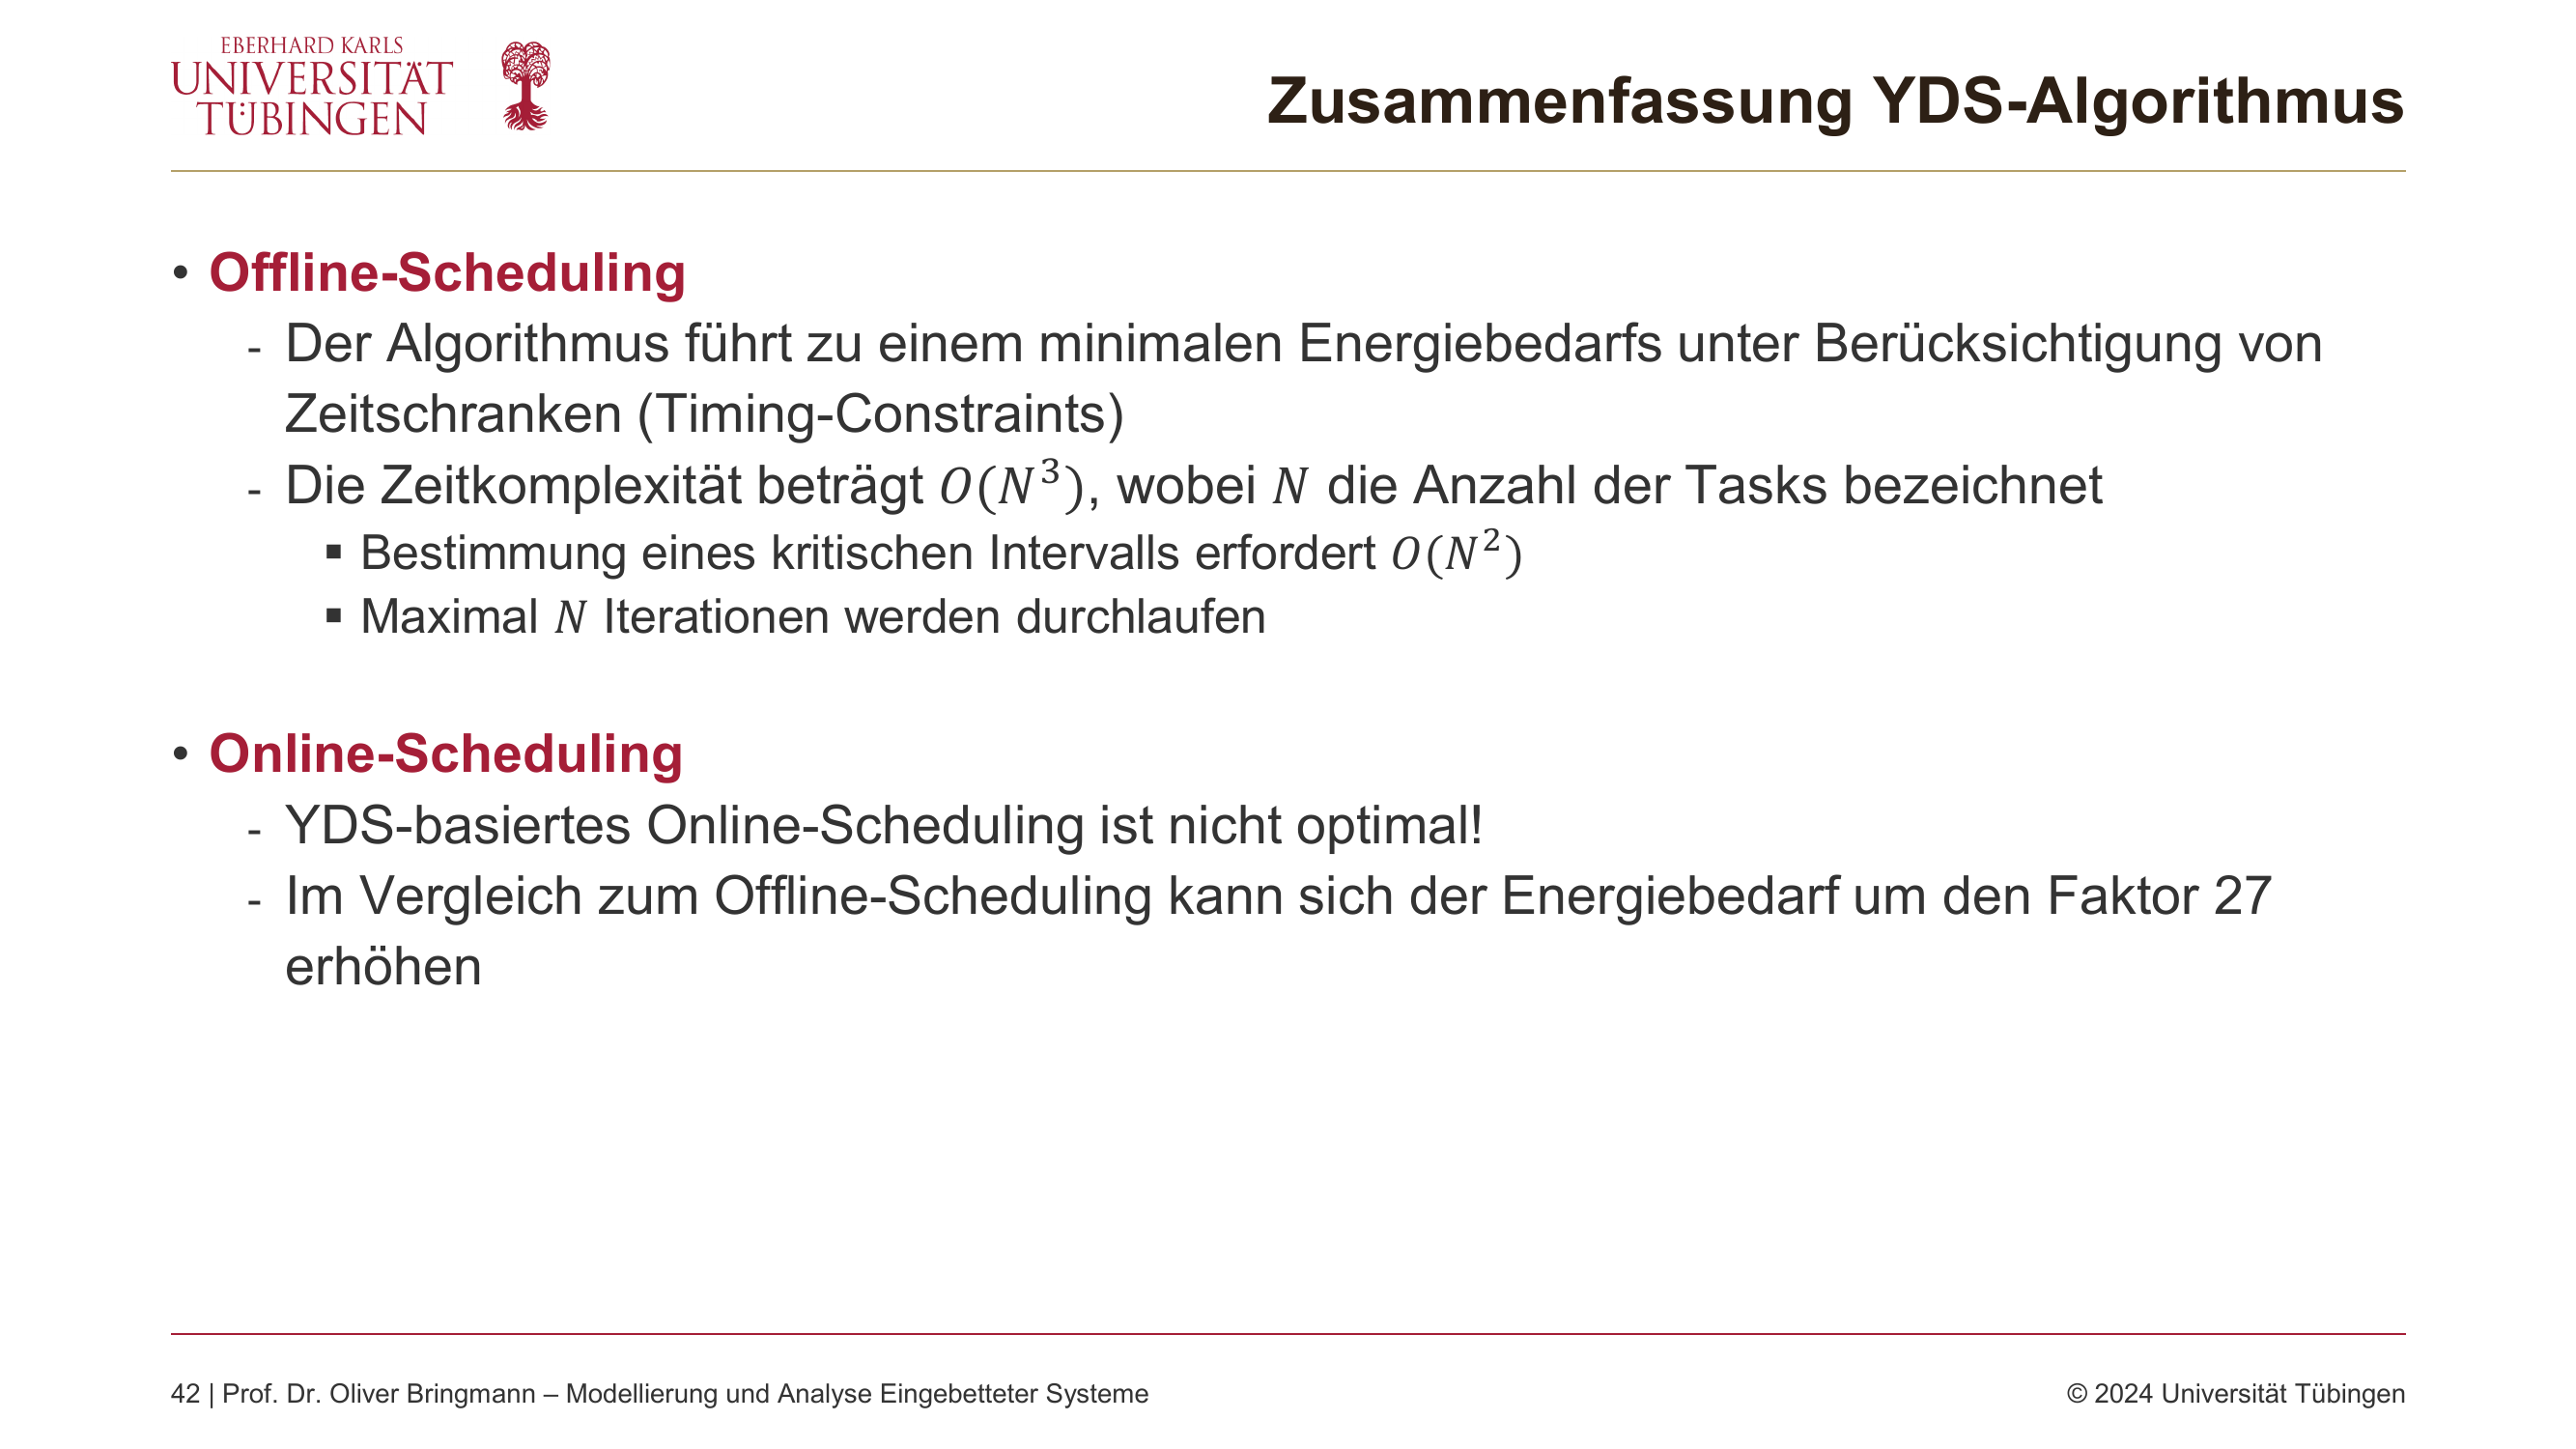 EBERHARD KARLS
UNIVERSITÄT
TÜBINGEN
Zusammenfassung YDS-Algorithmus
• Offline-Scheduling
- Der Algorithmus führt zu einem minimalen Energiebedarfs unter Berücksichtigung von
Zeitschranken (Timing-Constraints)
- Die Zeitkomplexität beträgt O(N³), wobei N die Anzahl der Tasks bezeichnet
▪ Bestimmung eines kritischen Intervalls erfordert O(N²)
▪ Maximal N Iterationen werden durchlaufen
• Online-Scheduling
- YDS-basiertes Online-Scheduling ist nicht optimal!
- Im Vergleich zum Offline-Scheduling kann sich der Energiebedarf um den Faktor 27
erhöhen
42 | Prof. Dr. Oliver Bringmann – Modellierung und Analyse Eingebetteter Systeme
© 2024 Universität Tübingen